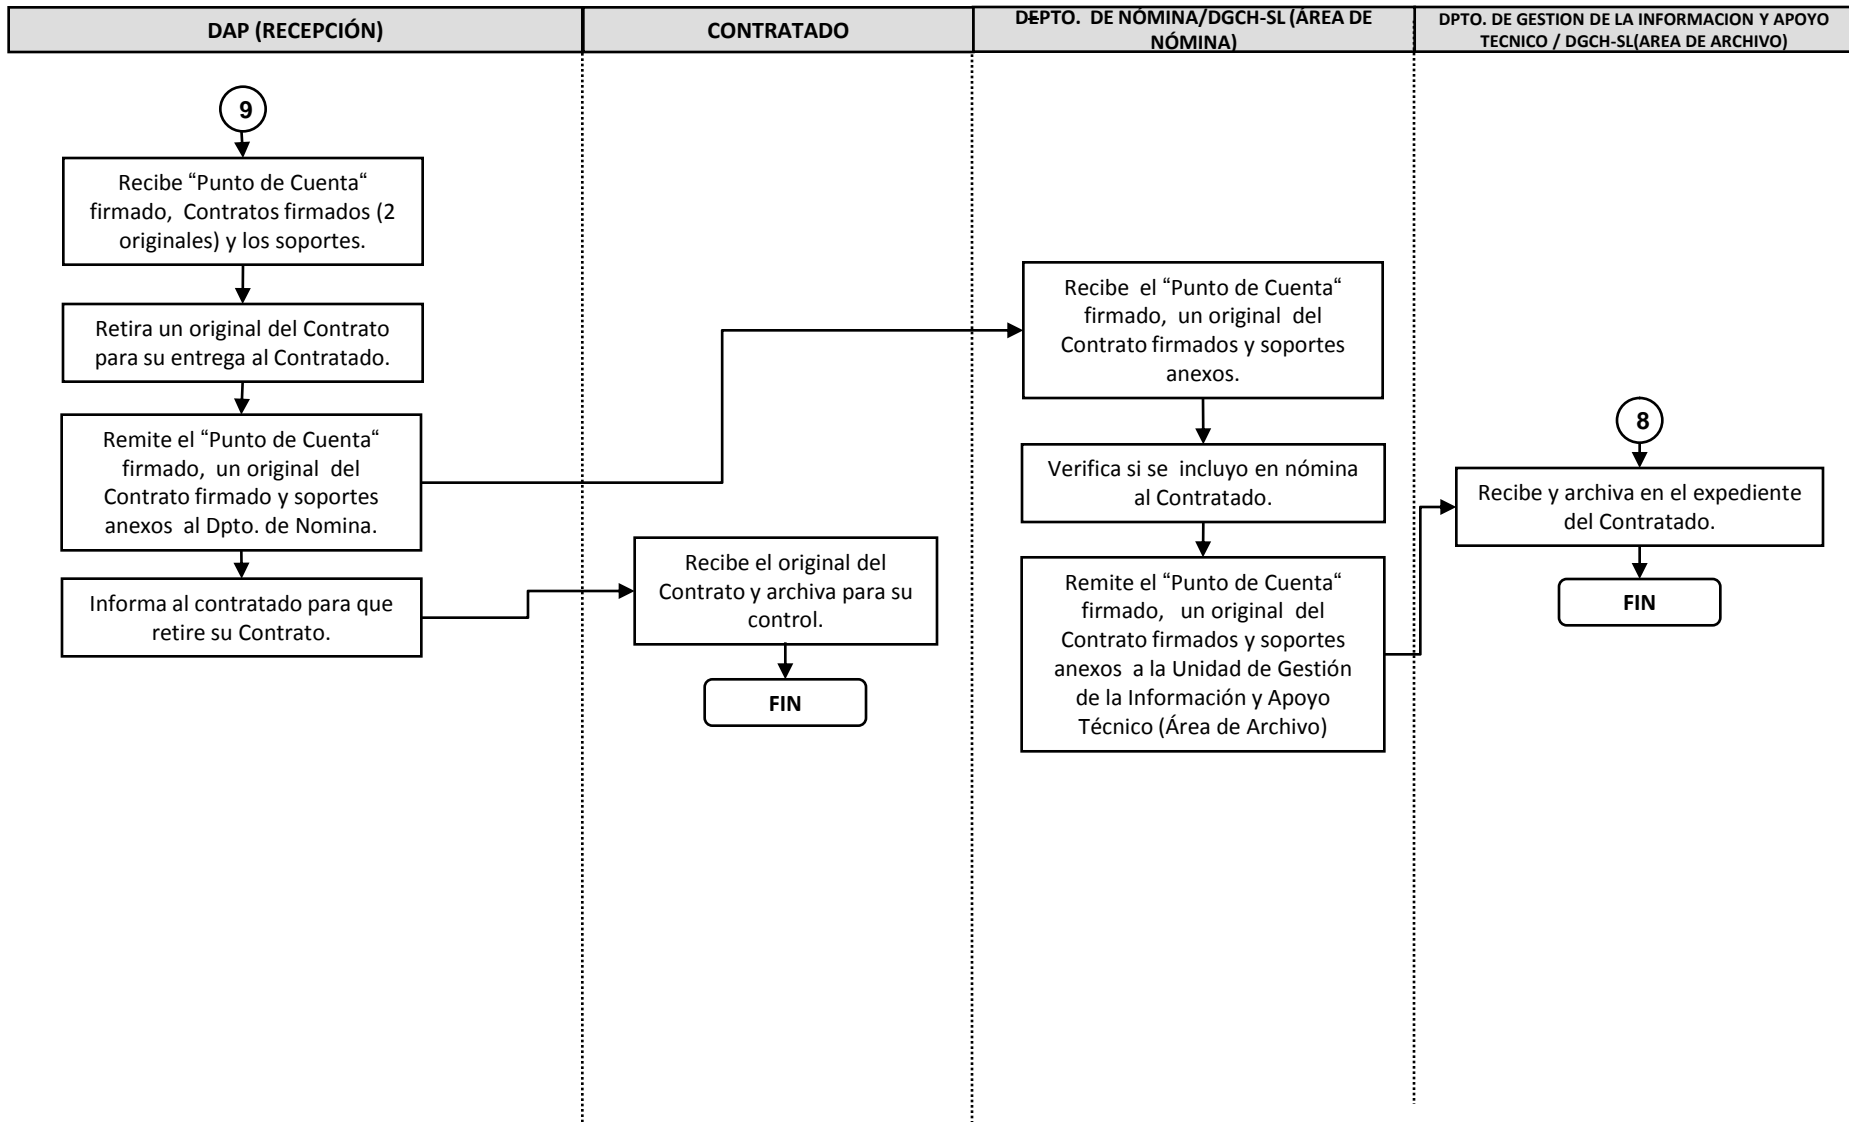 DAP (RECEPCIÓN)
CONTRATADO
DEPTO. DE NÓMINA/DGCH-SL (ÁREA DE
NÓMINA)
DPTO. DE GESTION DE LA INFORMACION Y APOYO
TECNICO / DGCH-SL(AREA DE ARCHIVO)
9
Recibe “Punto de Cuenta“
firmado, Contratos firmados (2
originales) y los soportes.
Retira un original del Contrato
para su entrega al Contratado.
Remite el “Punto de Cuenta“
firmado, un original del
Contrato firmado y soportes
anexos al Dpto. de Nomina.
Informa al contratado para que
retire su Contrato.
Recibe el original del
Contrato y archiva para su
control.
FIN
Recibe el “Punto de Cuenta“
firmado, un original del
Contrato firmados y soportes
anexos.
Verifica si se incluyo en nómina
al Contratado.
Remite el “Punto de Cuenta“
firmado, un original del
Contrato firmados y soportes
anexos a la Unidad de Gestión
de la Información y Apoyo
Técnico (Área de Archivo)
8
Recibe y archiva en el expediente
del Contratado.
FIN